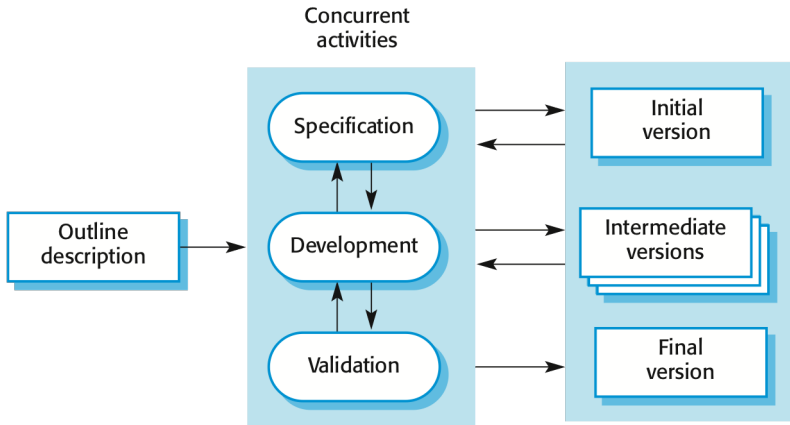 Concurrent
activities
Specification
Initial
version
Outline
description
Development
Intermediate
versions
Validation
Final
version